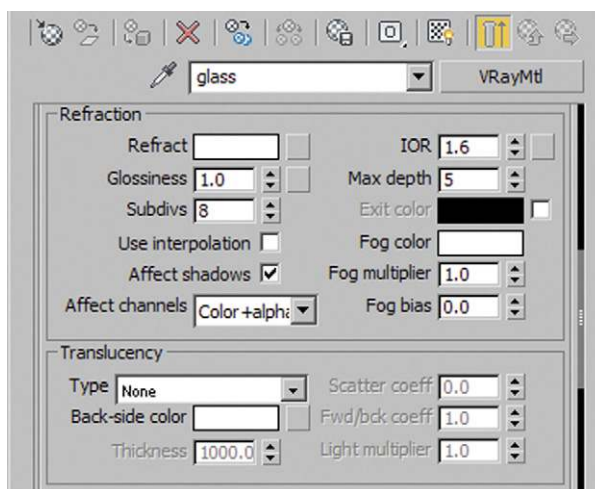 glass VRayMtl
Refraction
Refract IOR 1.6
Glossiness 1.0 Max depth 5
Subdivs 8 Exit color
Use interpolation Fog color
Affect shadows Fog multiplier 1.0
Affect channels Color+alpha Fog bias 0.0
Translucency
Type None Scatter coeff 0.0
Back-side color Fwd/bck coeff 1.0
Thickness 1000.0 Light multiplier 1.0